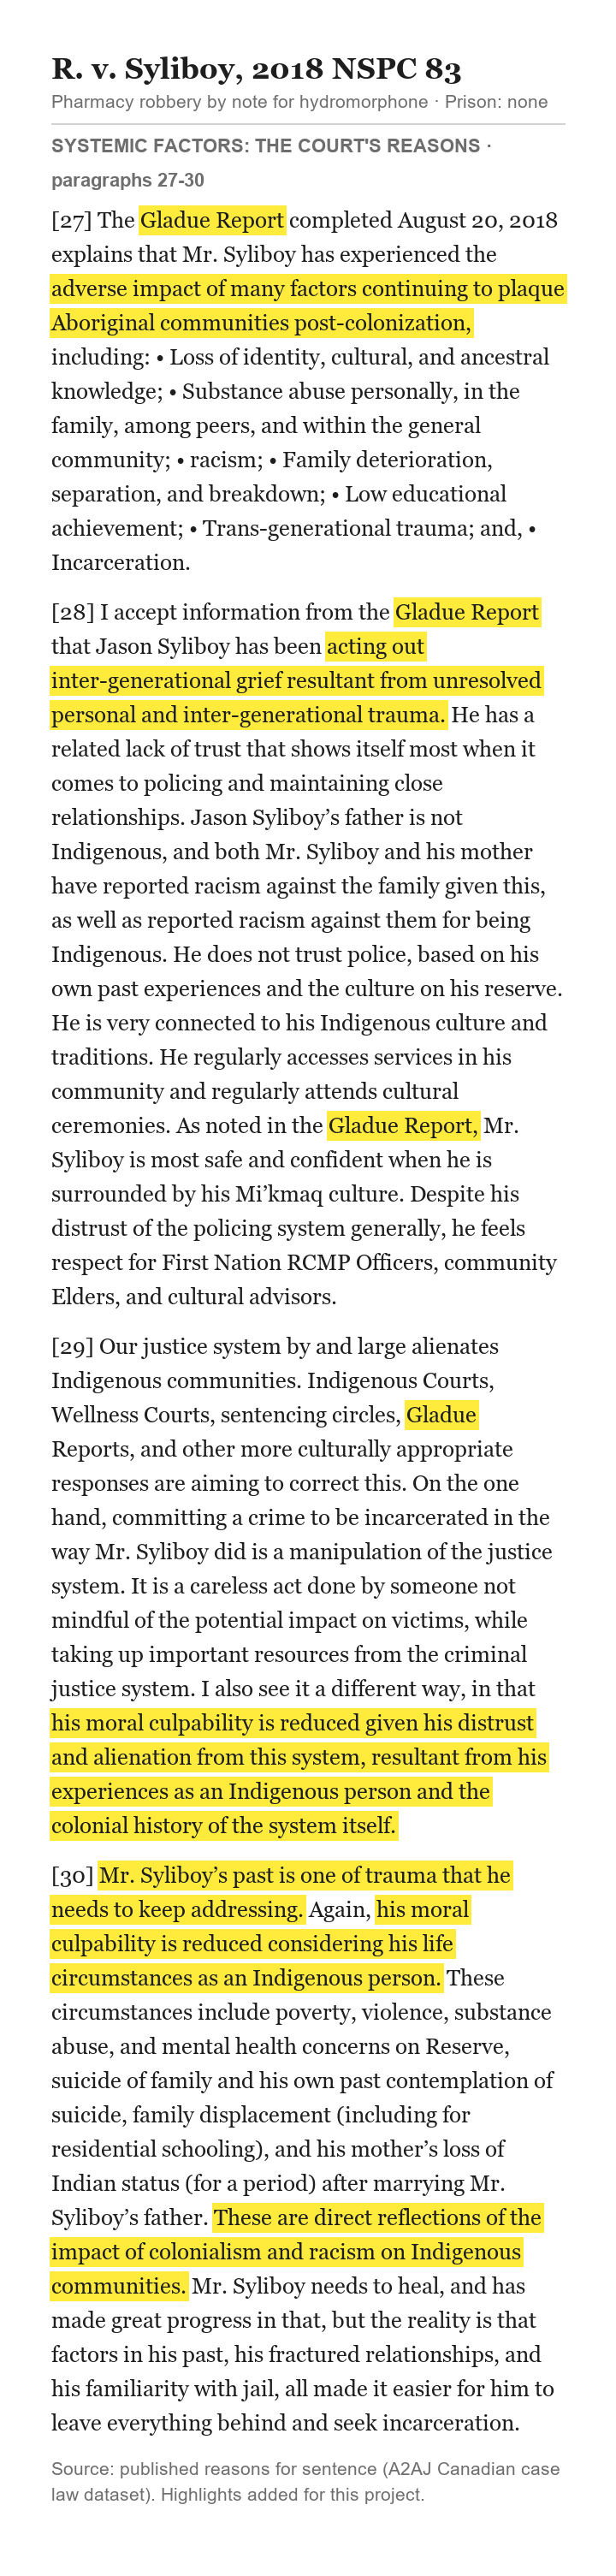 R. v. Syliboy, 2018 NSPC 83
Pharmacy robbery by note for hydromorphone · Prison: none
SYSTEMIC FACTORS: THE COURT'S REASONS ·
paragraphs 27-30
[27] The Gladue Report completed August 20, 2018
explains that Mr. Syliboy has experienced the
adverse impact of many factors continuing to plaque
Aboriginal communities post-colonization,
including: • Loss of identity, cultural, and ancestral
knowledge; • Substance abuse personally, in the
family, among peers, and within the general
community; • racism; • Family deterioration,
separation, and breakdown; • Low educational
achievement; • Trans-generational trauma; and, •
Incarceration.
[28] I accept information from the Gladue Report
that Jason Syliboy has been acting out
inter-generational grief resultant from unresolved
personal and inter-generational trauma. He has a
related lack of trust that shows itself most when it
comes to policing and maintaining close
relationships. Jason Syliboy’s father is not
Indigenous, and both Mr. Syliboy and his mother
have reported racism against the family given this,
as well as reported racism against them for being
Indigenous. He does not trust police, based on his
own past experiences and the culture on his reserve.
He is very connected to his Indigenous culture and
traditions. He regularly accesses services in his
community and regularly attends cultural
ceremonies. As noted in the Gladue Report, Mr.
Syliboy is most safe and confident when he is
surrounded by his Mi’kmaq culture. Despite his
distrust of the policing system generally, he feels
respect for First Nation RCMP Officers, community
Elders, and cultural advisors.
[29] Our justice system by and large alienates
Indigenous communities. Indigenous Courts,
Wellness Courts, sentencing circles, Gladue
Reports, and other more culturally appropriate
responses are aiming to correct this. On the one
hand, committing a crime to be incarcerated in the
way Mr. Syliboy did is a manipulation of the justice
system. It is a careless act done by someone not
mindful of the potential impact on victims, while
taking up important resources from the criminal
justice system. I also see it a different way, in that
his moral culpability is reduced given his distrust
and alienation from this system, resultant from his
experiences as an Indigenous person and the
colonial history of the system itself.
[30] Mr. Syliboy’s past is one of trauma that he
needs to keep addressing. Again, his moral
culpability is reduced considering his life
circumstances as an Indigenous person. These
circumstances include poverty, violence, substance
abuse, and mental health concerns on Reserve,
suicide of family and his own past contemplation of
suicide, family displacement (including for
residential schooling), and his mother’s loss of
Indian status (for a period) after marrying Mr.
Syliboy’s father. These are direct reflections of the
impact of colonialism and racism on Indigenous
communities. Mr. Syliboy needs to heal, and has
made great progress in that, but the reality is that
factors in his past, his fractured relationships, and
his familiarity with jail, all made it easier for him to
leave everything behind and seek incarceration.
Source: published reasons for sentence (A2AJ Canadian case
law dataset). Highlights added for this project.